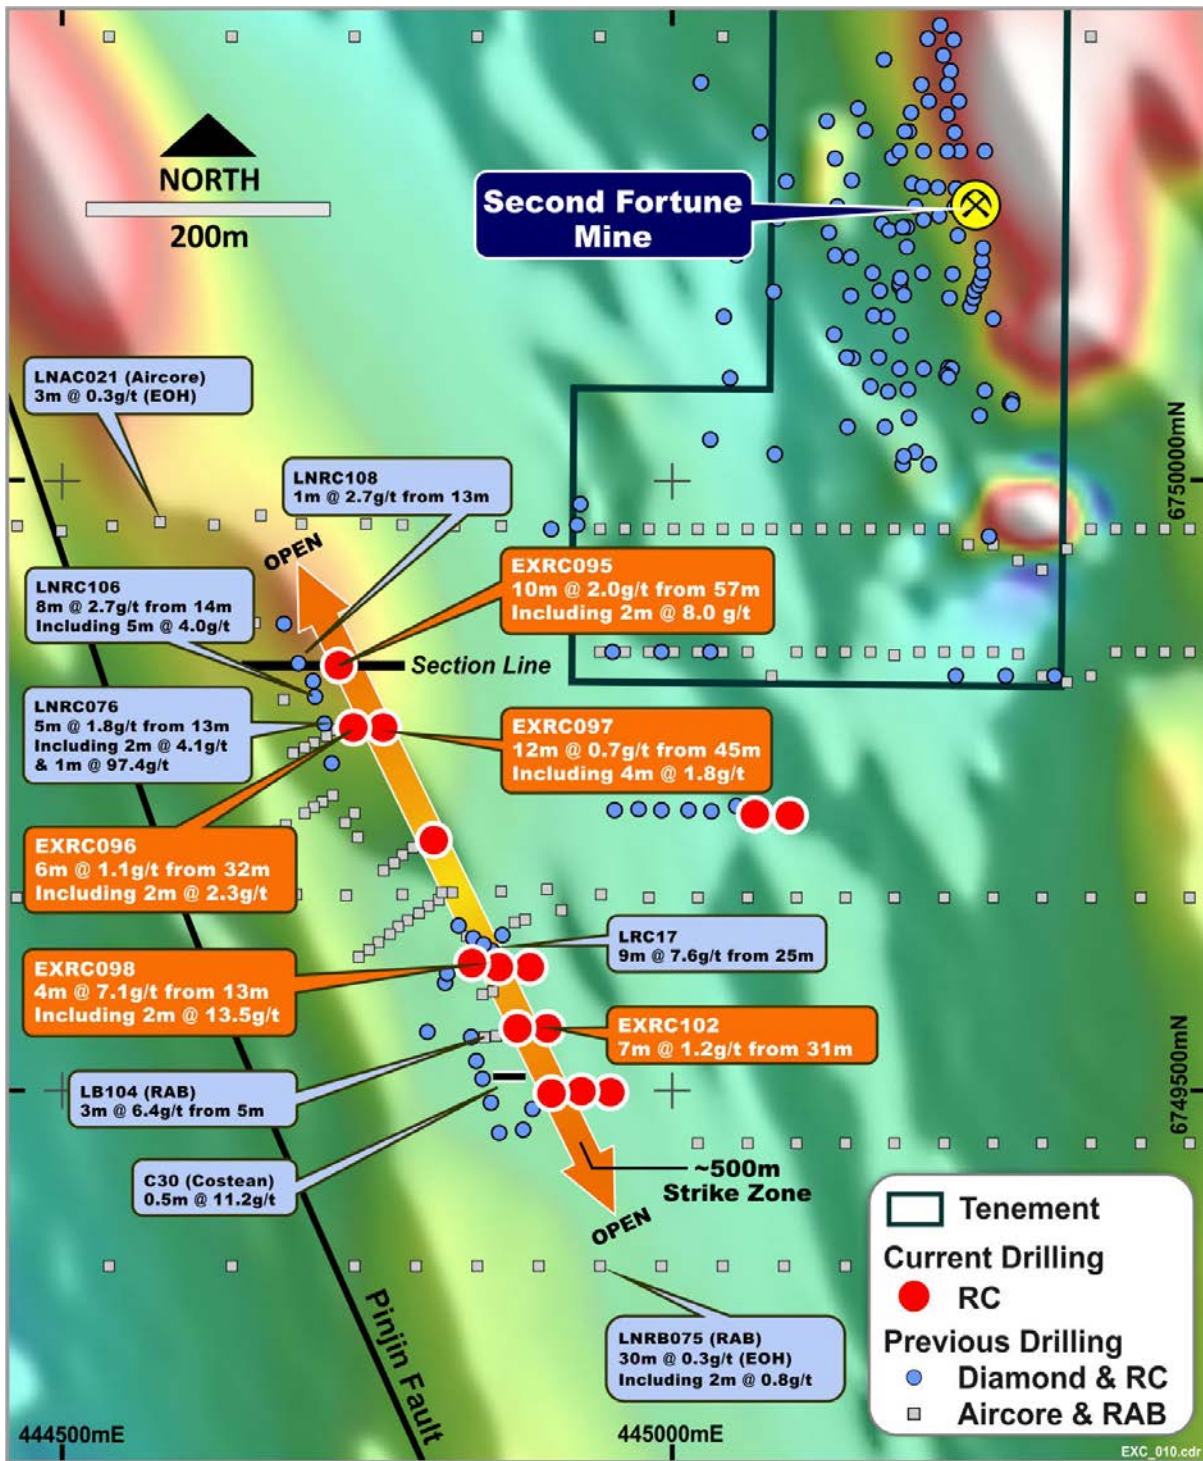 NORTH
200m
Second Fortune
Mine
LNAC021 (Aircore)
3m @ 0.3g/t (EOH)
LNRC108
1m @ 2.7g/t from 13m
6750000mN
OPEN
EXRC095
10m @ 2.0g/t from 57m
Including 2m @ 8.0 g/t
LNRC106
8m @ 2.7g/t from 14m
Including 5m @ 4.0g/t
Section Line
LNRC076
5m @ 1.8g/t from 13m
Including 2m @ 4.1g/t
& 1m @ 97.4g/t
EXRC097
12m @ 0.7g/t from 45m
Including 4m @ 1.8g/t
EXRC096
6m @ 1.1g/t from 32m
Including 2m @ 2.3g/t
LRC17
9m @ 7.6g/t from 25m
EXRC098
4m @ 7.1g/t from 13m
Including 2m @ 13.5g/t
EXRC102
7m @ 1.2g/t from 31m
6749500mN
LB104 (RAB)
3m @ 6.4g/t from 5m
C30 (Costean)
0.5m @ 11.2g/t
~500m
Strike Zone
OPEN
Pinjin Fault
LNRB075 (RAB)
30m @ 0.3g/t (EOH)
Including 2m @ 0.8g/t
Tenement
Current Drilling
RC
Previous Drilling
Diamond & RC
Aircore & RAB
444500mE
445000mE
EXC_010.cdr